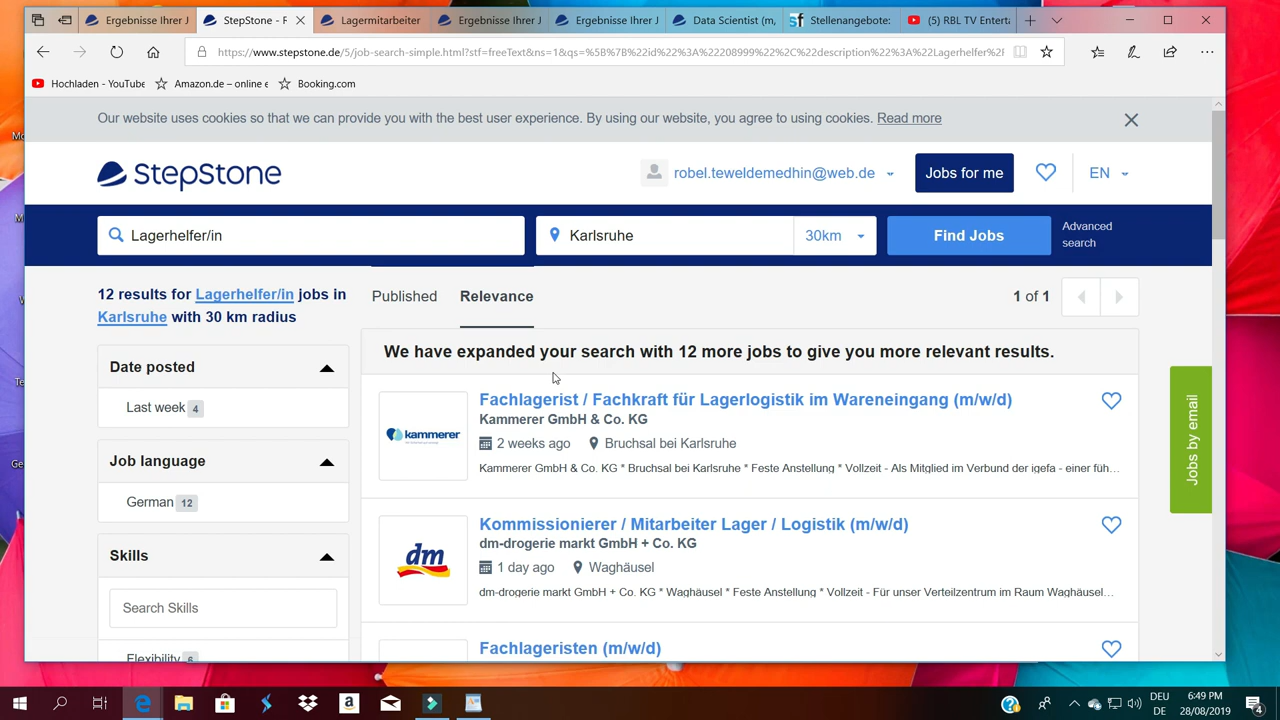 Ergebnisse Ihrer J
StepStone - F
Lagermitarbeiter
Ergebnisse Ihrer J
Ergebnisse Ihrer J
Data Scientist (m,
Stellenangebote:
(5) RBL TV Enterta
https://www.stepstone.de/5/job-search-simple.html?stf=freeText&ns=1&qs=%5B%7B%22id%22%3A%22208999%22%2C%22description%22%3A%22Lagerhelfer%2F
Hochladen - YouTube
Amazon.de – online e
Booking.com
Our website uses cookies so that we can provide you with the best user experience. By using our website, you agree to using cookies. Read more
StepStone
robel.teweldemedhin@web.de
Jobs for me
EN
Lagerhelfer/in
Karlsruhe
30km
Find Jobs
Advanced
search
12 results for Lagerhelfer/in jobs in
Karlsruhe with 30 km radius
Published
Relevance
1 of 1
We have expanded your search with 12 more jobs to give you more relevant results.
Date posted
Last week 4
Job language
German 12
Skills
Search Skills
Flexibility 6
kammerer
Fachlagerist / Fachkraft für Lagerlogistik im Wareneingang (m/w/d)
Kammerer GmbH & Co. KG
2 weeks ago
Bruchsal bei Karlsruhe
Kammerer GmbH & Co. KG * Bruchsal bei Karlsruhe * Feste Anstellung * Vollzeit - Als Mitglied im Verbund der igefa - einer füh...
dm
Kommissionierer / Mitarbeiter Lager / Logistik (m/w/d)
dm-drogerie markt GmbH + Co. KG
1 day ago
Waghäusel
dm-drogerie markt GmbH + Co. KG * Waghäusel * Feste Anstellung * Vollzeit - Für unser Verteilzentrum im Raum Waghäusel...
Fachlageristen (m/w/d)
Jobs by email
DEU
DE
6:49 PM
28/08/2019
4